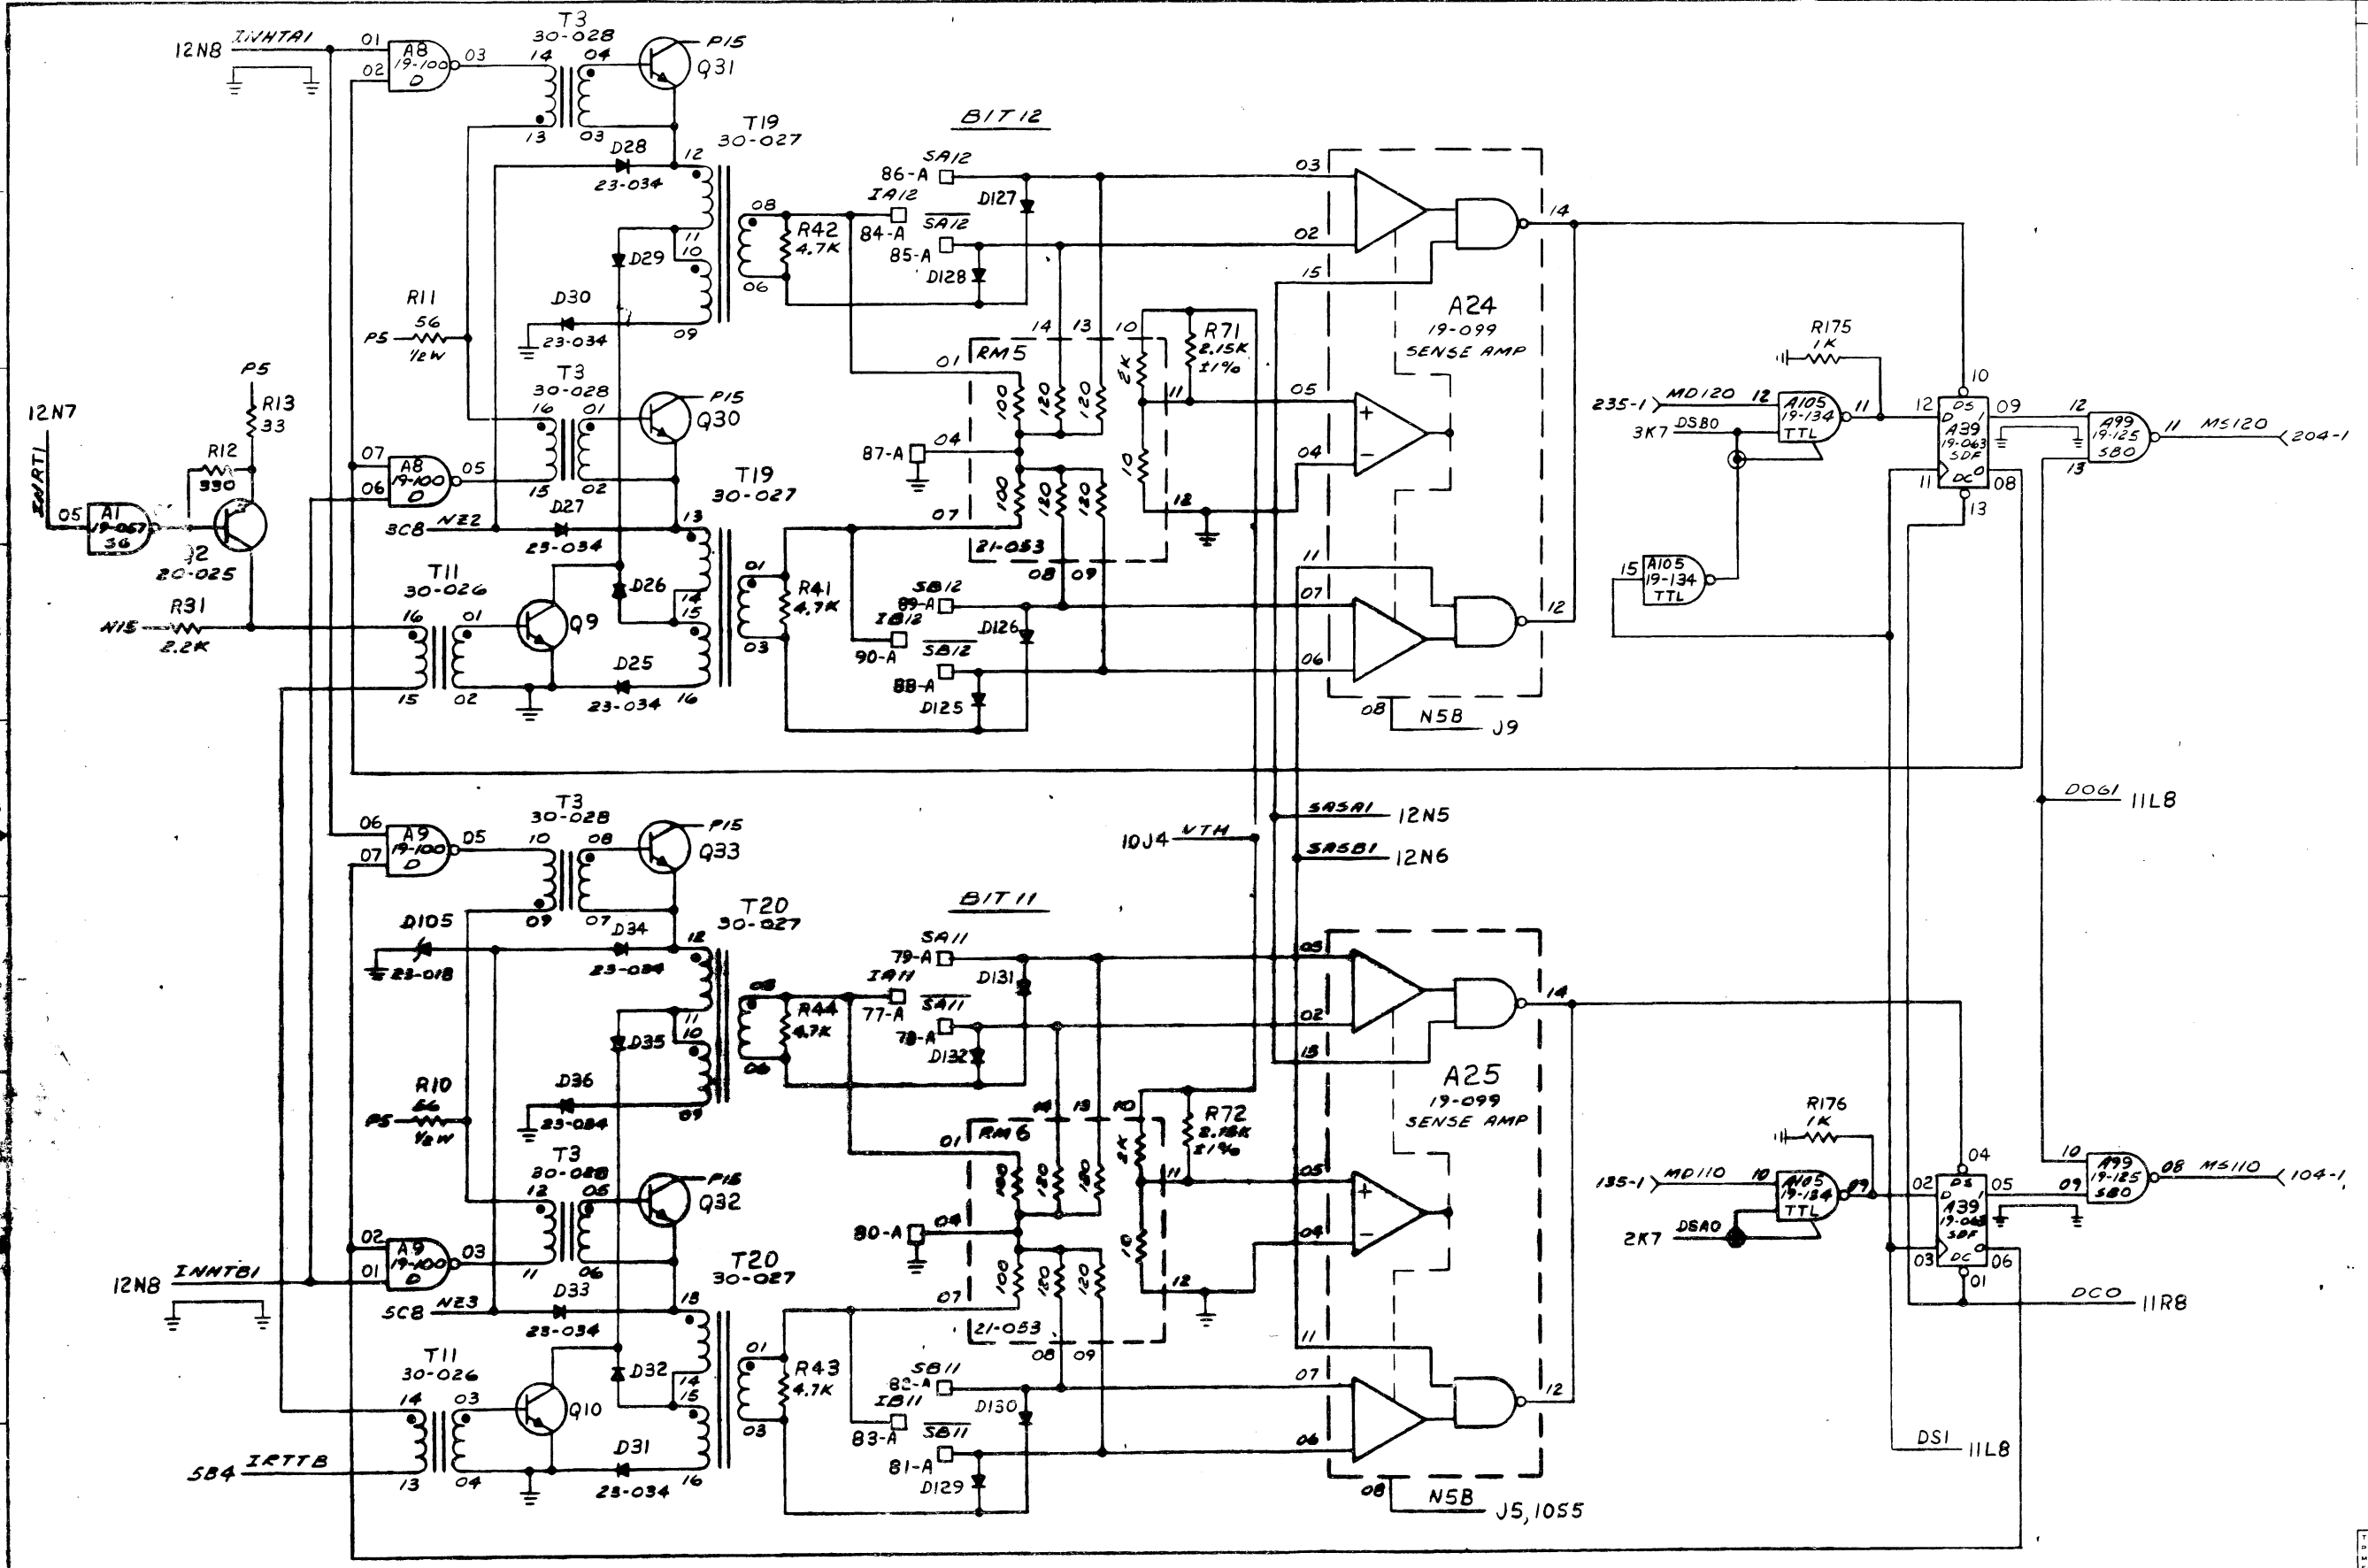 T3
30-028
12N8 INHTA1
01
02
A8
19-100
D
03
14
04
13
03
P15
Q31
T19
30-027
D28
23-034
12
11
10
09
08
06
D29
D30
23-034
R42
4.7K
BIT12
SA12
86-A
IA12
84-A
SA12
85-A
D127
D128
03
02
15
14
A24
19-099
SENSE AMP
R11
56
1/2W
P5
T3
30-028
16
01
15
02
P15
Q30
07
06
A8
19-100
D
05
P5
R13
33
R12
330
12N7
INRT1
05
A1
19-067
SG
20-025
R31
2.2K
N15
3C8 NZ2
D27
23-034
T19
30-027
13
14
15
16
01
03
D26
D25
23-034
T11
30-026
16
01
15
02
Q9
R41
4.7K
RM5
01
14
13
10
100
120
120
2K
R71
2.15K
±1%
11
05
04
87-A
04
100
120
120
10
12
07
21-053
08
09
SB12
89-A
IB12
90-A
SB12
88-A
D126
D125
11
07
06
12
08
N5B
J9
R175
1K
235-1 MD120 12
3K7 DSB0
A105
19-134
TTL
11
15
A105
19-134
TTL
10
12
DS
D
1
A39
19-063
SDF
0
DC
11
09
08
13
12
13
A99
19-125
SBO
11
MS120
204-1
DOG1 11L8
SASA1 12N5
10J4 VTH
SASB1 12N6
T3
30-028
06
07
A9
19-100
D
05
10
08
09
07
P15
Q33
D105
23-018
D34
23-034
T20
30-027
12
11
10
09
08
06
D35
D36
23-034
R44
4.7K
BIT11
SA11
79-A
IA11
77-A
SA11
78-A
D131
D132
03
02
15
14
A25
19-099
SENSE AMP
R10
56
1/2W
P5
T3
30-028
12
05
11
06
P15
Q32
02
01
A9
19-100
D
03
12N8 INHTB1
5C8 NZ3
D33
23-034
T20
30-027
13
14
15
16
01
03
D32
D31
23-034
T11
30-026
14
03
13
04
Q10
5B4 IRTTB
R43
4.7K
RM6
01
14
13
10
100
120
120
2K
R72
2.15K
±1%
11
05
04
80-A
04
100
120
120
10
12
07
21-053
08
09
SB11
82-A
IB11
83-A
SB11
81-A
D130
D129
11
07
06
12
08
N5B
J5,10S5
R176
1K
135-1 MD110 10
2K7 DSA0
A105
19-134
TTL
09
04
02
DS
D
1
A39
19-063
SDF
0
DC
03
05
06
01
10
09
A99
19-125
SBO
08
MS110
104-1
DC0 11R8
DS1 11L8